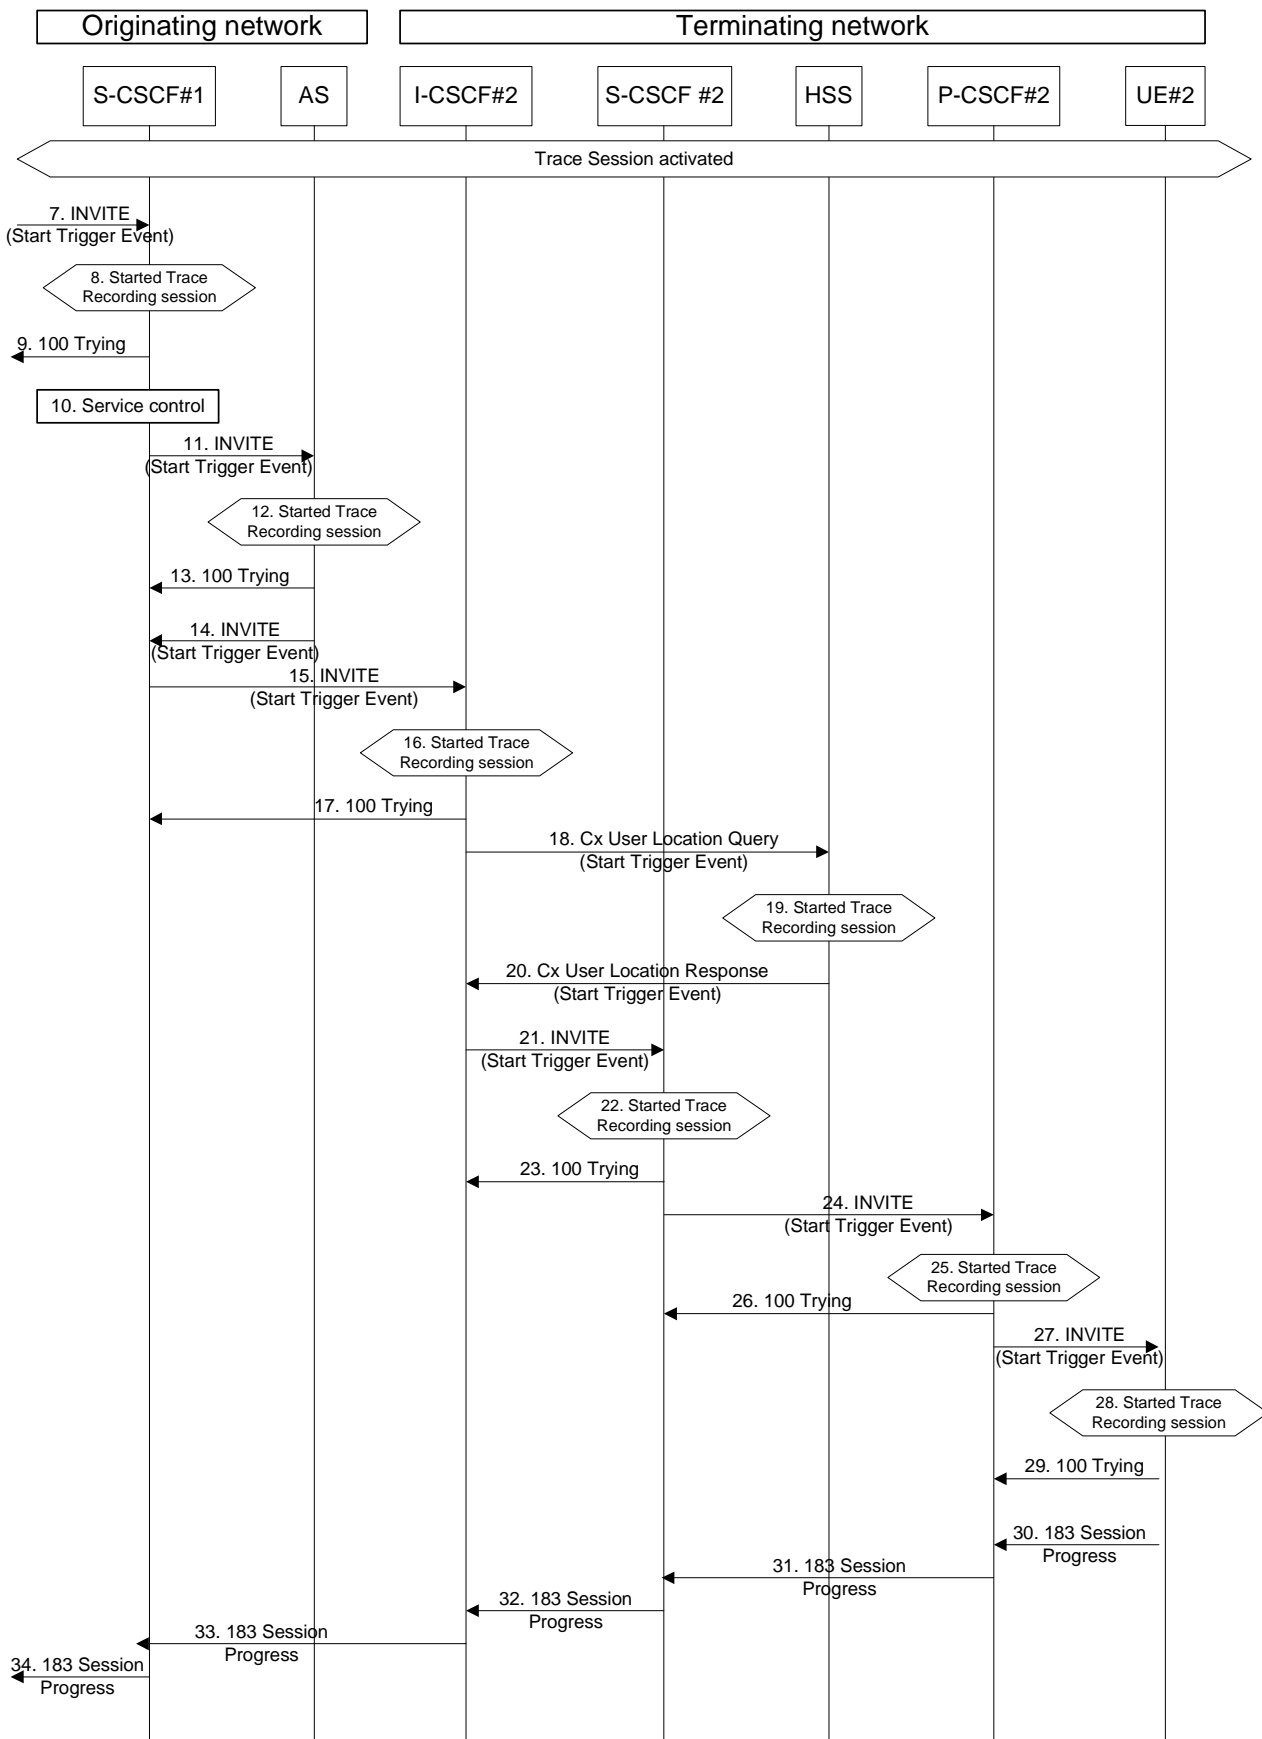 Originating network
Terminating network
S-CSCF#1
AS
I-CSCF#2
S-CSCF #2
HSS
P-CSCF#2
UE#2
Trace Session activated
7. INVITE
(Start Trigger Event)
8. Started Trace
Recording session
9. 100 Trying
10. Service control
11. INVITE
(Start Trigger Event)
12. Started Trace
Recording session
13. 100 Trying
14. INVITE
(Start Trigger Event)
15. INVITE
(Start Trigger Event)
16. Started Trace
Recording session
17. 100 Trying
18. Cx User Location Query
(Start Trigger Event)
19. Started Trace
Recording session
20. Cx User Location Response
(Start Trigger Event)
21. INVITE
(Start Trigger Event)
22. Started Trace
Recording session
23. 100 Trying
24. INVITE
(Start Trigger Event)
25. Started Trace
Recording session
26. 100 Trying
27. INVITE
(Start Trigger Event)
28. Started Trace
Recording session
29. 100 Trying
30. 183 Session
Progress
31. 183 Session
Progress
32. 183 Session
Progress
33. 183 Session
Progress
34. 183 Session
Progress